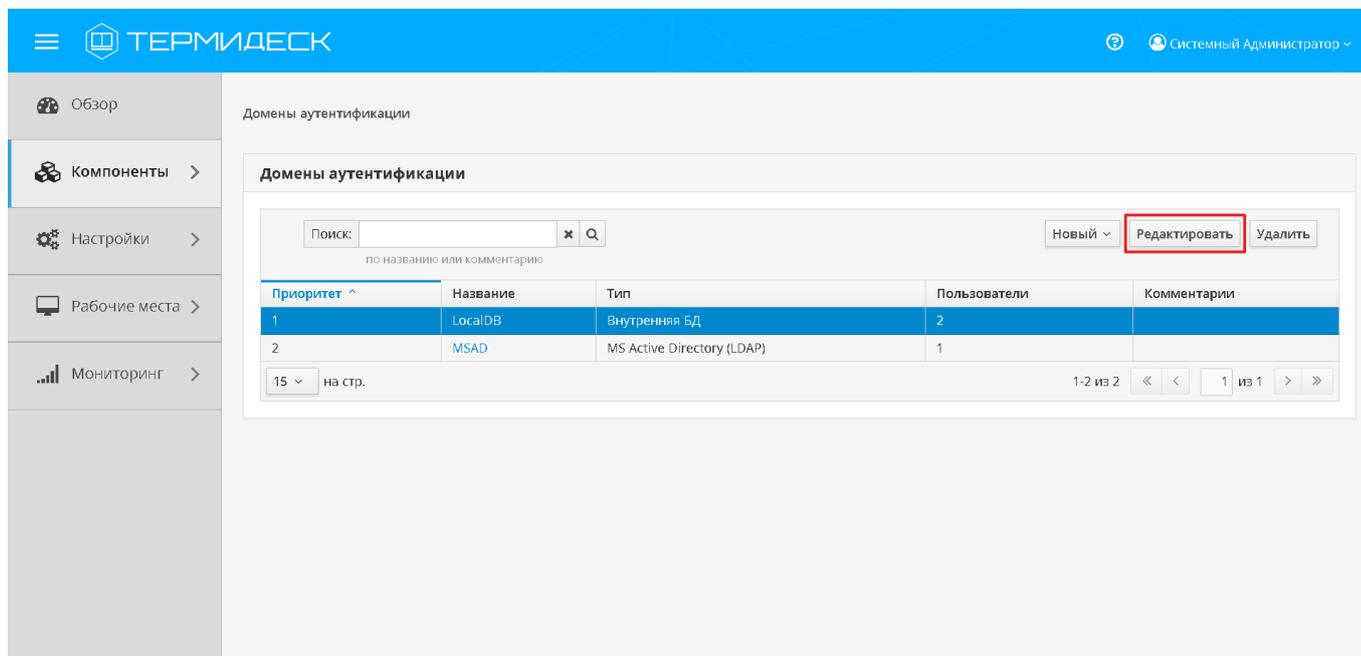 ТЕРМИДЕСК
Системный Администратор
Обзор
Компоненты
Настройки
Рабочие места
Мониторинг
Домены аутентификации
Домены аутентификации
Поиск:
по названию или комментарию
Новый Редактировать Удалить
Приоритет Название Тип Пользователи Комментарии
1 LocalDB Внутренняя БД 2
2 MSAD MS Active Directory (LDAP) 1
15 на стр. 1-2 из 2 1 из 1